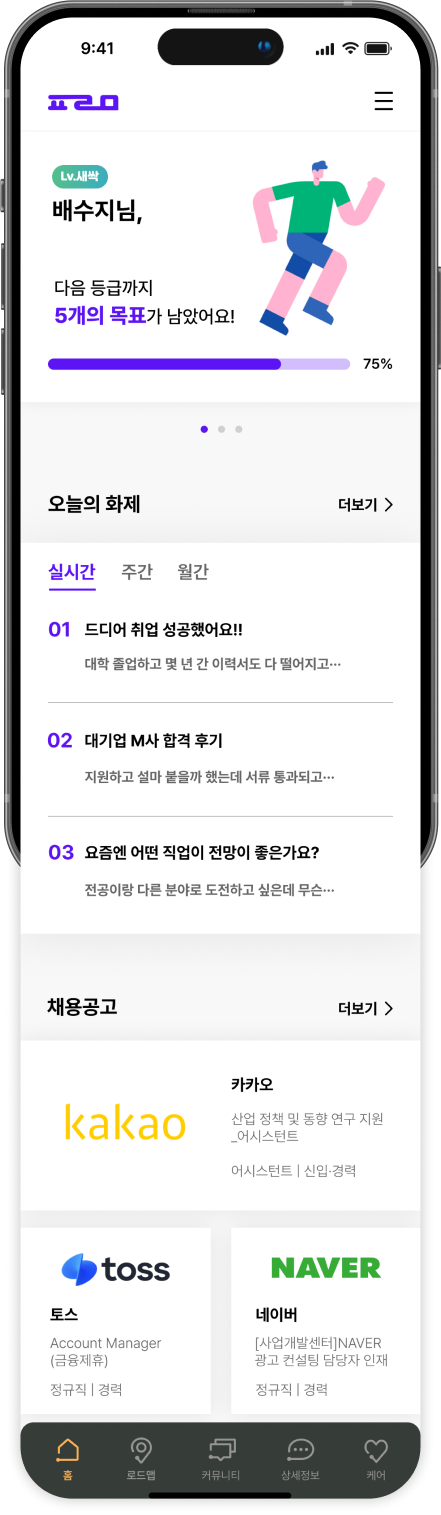 9:41
프로미
Lv.새싹
배수지님,
다음 등급까지
5개의 목표가 남았어요!
75%
오늘의 화제
더보기
실시간 주간 월간
01 드디어 취업 성공했어요!!
대학 졸업하고 몇 년 간 이력서도 다 떨어지고···
02 대기업 M사 합격 후기
지원하고 설마 붙을까 했는데 서류 통과되고···
03 요즘엔 어떤 직업이 전망이 좋은가요?
전공이랑 다른 분야로 도전하고 싶은데 무슨···
채용공고
더보기
kakao
카카오
산업 정책 및 동향 연구 지원
_어시스턴트
어시스턴트 | 신입·경력
toss
토스
Account Manager
(금융제휴)
정규직 | 경력
NAVER
네이버
[사업개발센터]NAVER
광고 컨설팅 담당자 인재
정규직 | 경력
홈 로드맵 커뮤니티 상세정보 케어